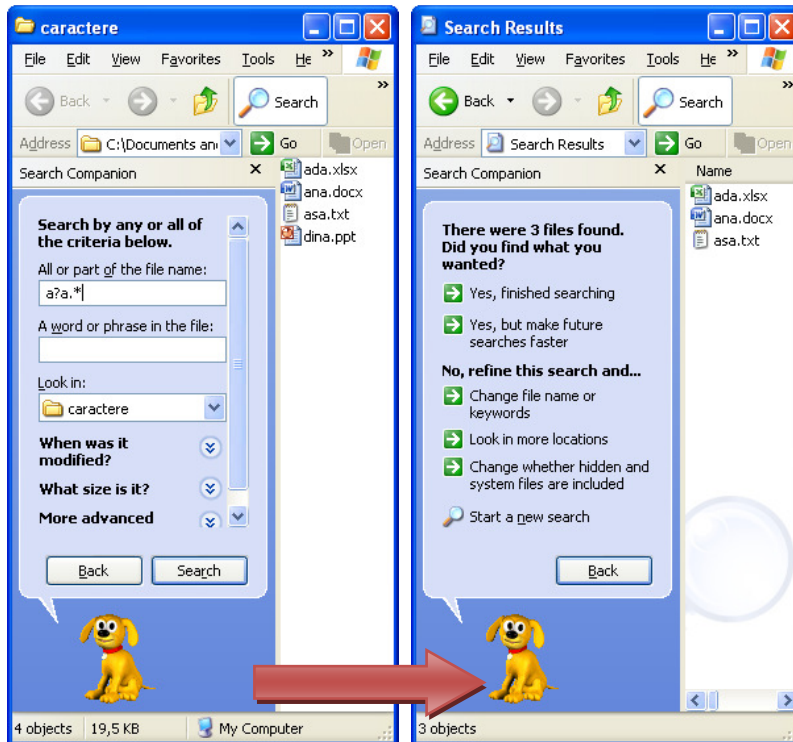 caractere
File Edit View Favorites Tools He »
Back Search »
Address C:\Documents an Go Open
Search Companion x
ada.xlsx
ana.docx
asa.txt
dina.ppt
Search by any or all of
the criteria below.
All or part of the file name:
a?a.*
A word or phrase in the file:
Look in:
caractere
When was it
modified?
What size is it?
More advanced
Back Search
4 objects 19,5 KB My Computer
Search Results
File Edit View Favorites Tools He »
Back Search »
Address Search Results Go Open
Search Companion x
Name
ada.xlsx
ana.docx
asa.txt
There were 3 files found.
Did you find what you
wanted?
Yes, finished searching
Yes, but make future
searches faster
No, refine this search and...
Change file name or
keywords
Look in more locations
Change whether hidden and
system files are included
Start a new search
Back
3 objects